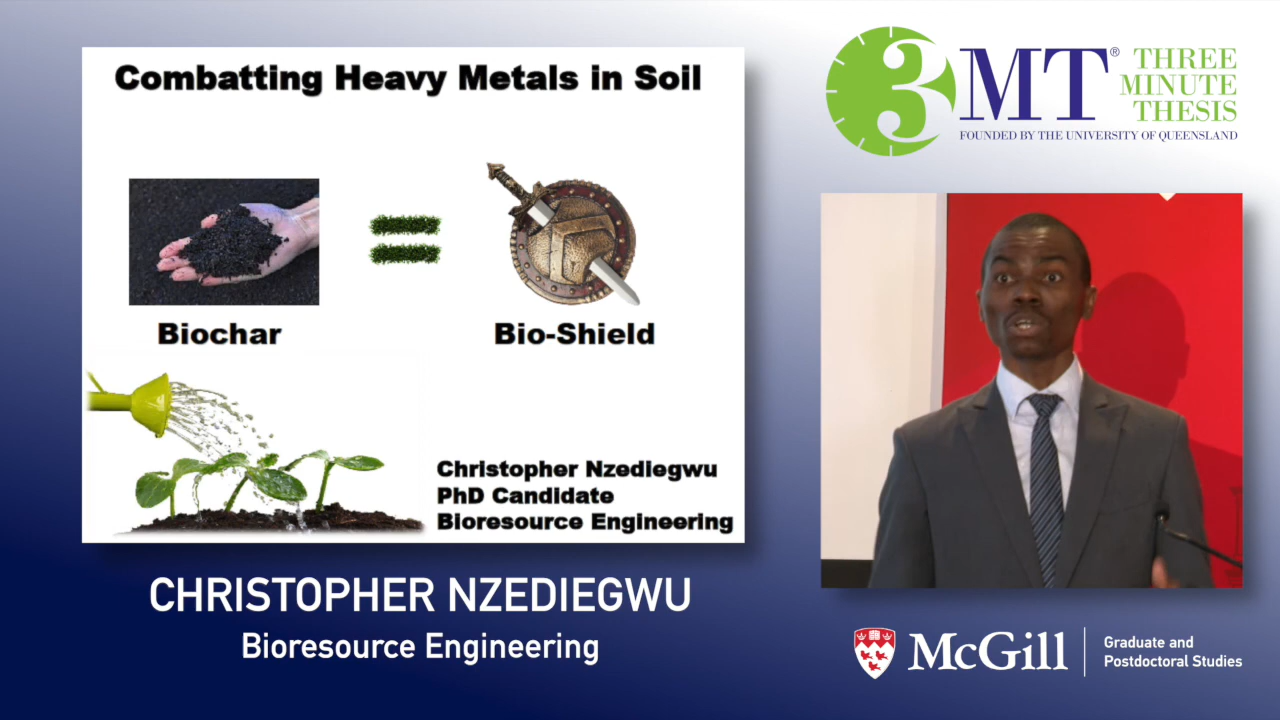 Combatting Heavy Metals in Soil
Biochar
Bio-Shield
Christopher Nzediegwu
PhD Candidate
Bioresource Engineering
CHRISTOPHER NZEDIEGWU
Bioresource Engineering
3MT® THREE
MINUTE
THESIS
FOUNDED BY THE UNIVERSITY OF QUEENSLAND
McGill
Graduate and
Postdoctoral Studies